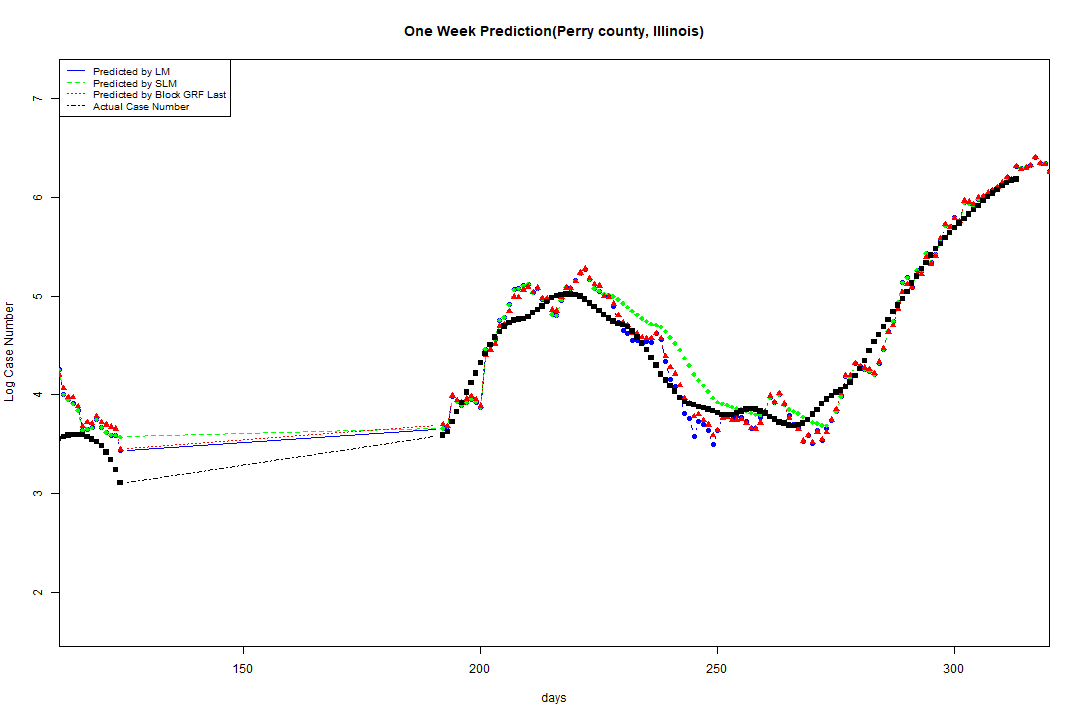 One Week Prediction(Perry county, Illinois)
Predicted by LM
Predicted by SLM
Predicted by Block GRF Last
Actual Case Number
7
6
5
4
3
2
Log Case Number
150
200
250
300
days